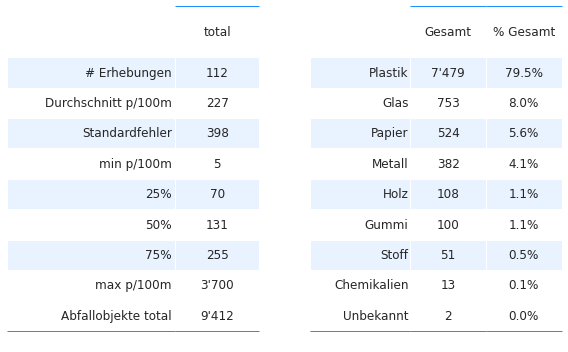 total
# Erhebungen 112
Durchschnitt p/100m 227
Standardfehler 398
min p/100m 5
25% 70
50% 131
75% 255
max p/100m 3'700
Abfallobjekte total 9'412
Gesamt % Gesamt
Plastik 7'479 79.5%
Glas 753 8.0%
Papier 524 5.6%
Metall 382 4.1%
Holz 108 1.1%
Gummi 100 1.1%
Stoff 51 0.5%
Chemikalien 13 0.1%
Unbekannt 2 0.0%